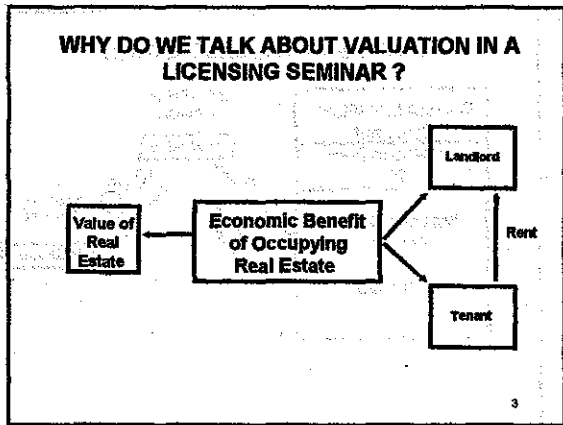 WHY DO WE TALK ABOUT VALUATION IN A
LICENSING SEMINAR ?
Landlord
Value of
Real
Estate
Economic Benefit
of Occupying
Real Estate
Rent
Tenant
3